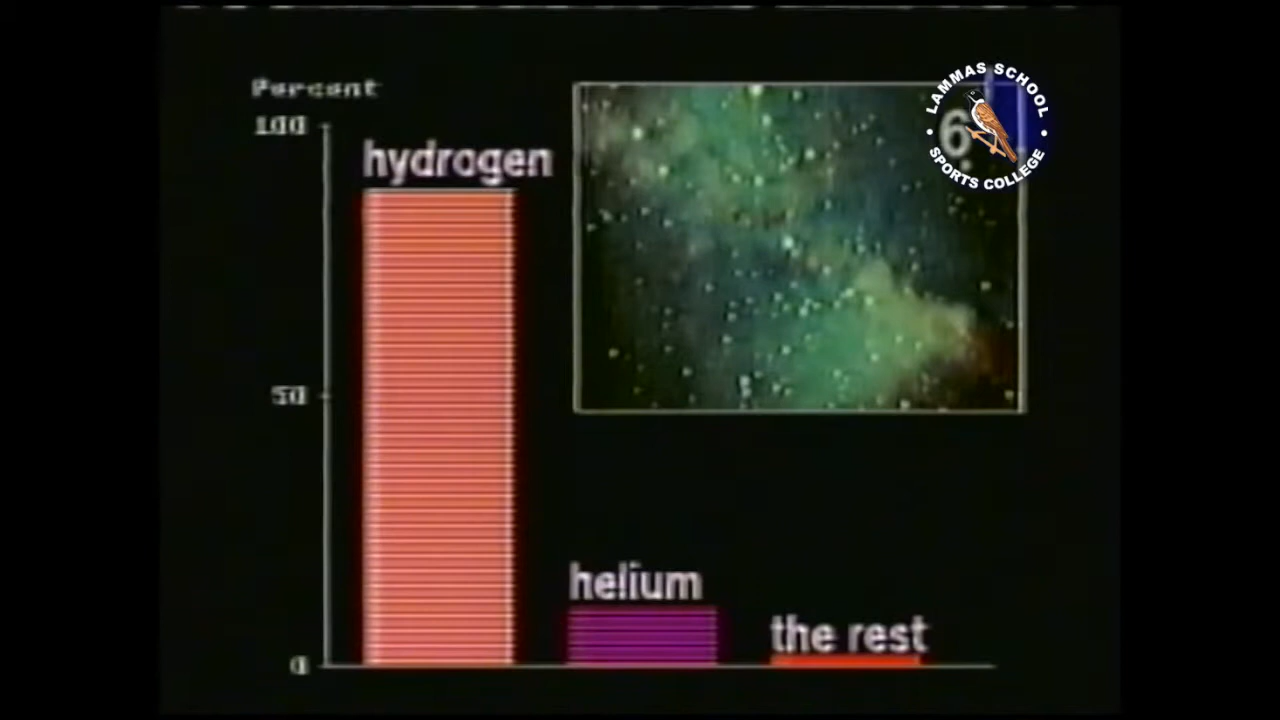 Percent
100
hydrogen
50
helium
the rest
0
LAMMAS SCHOOL
6
SPORTS COLLEGE